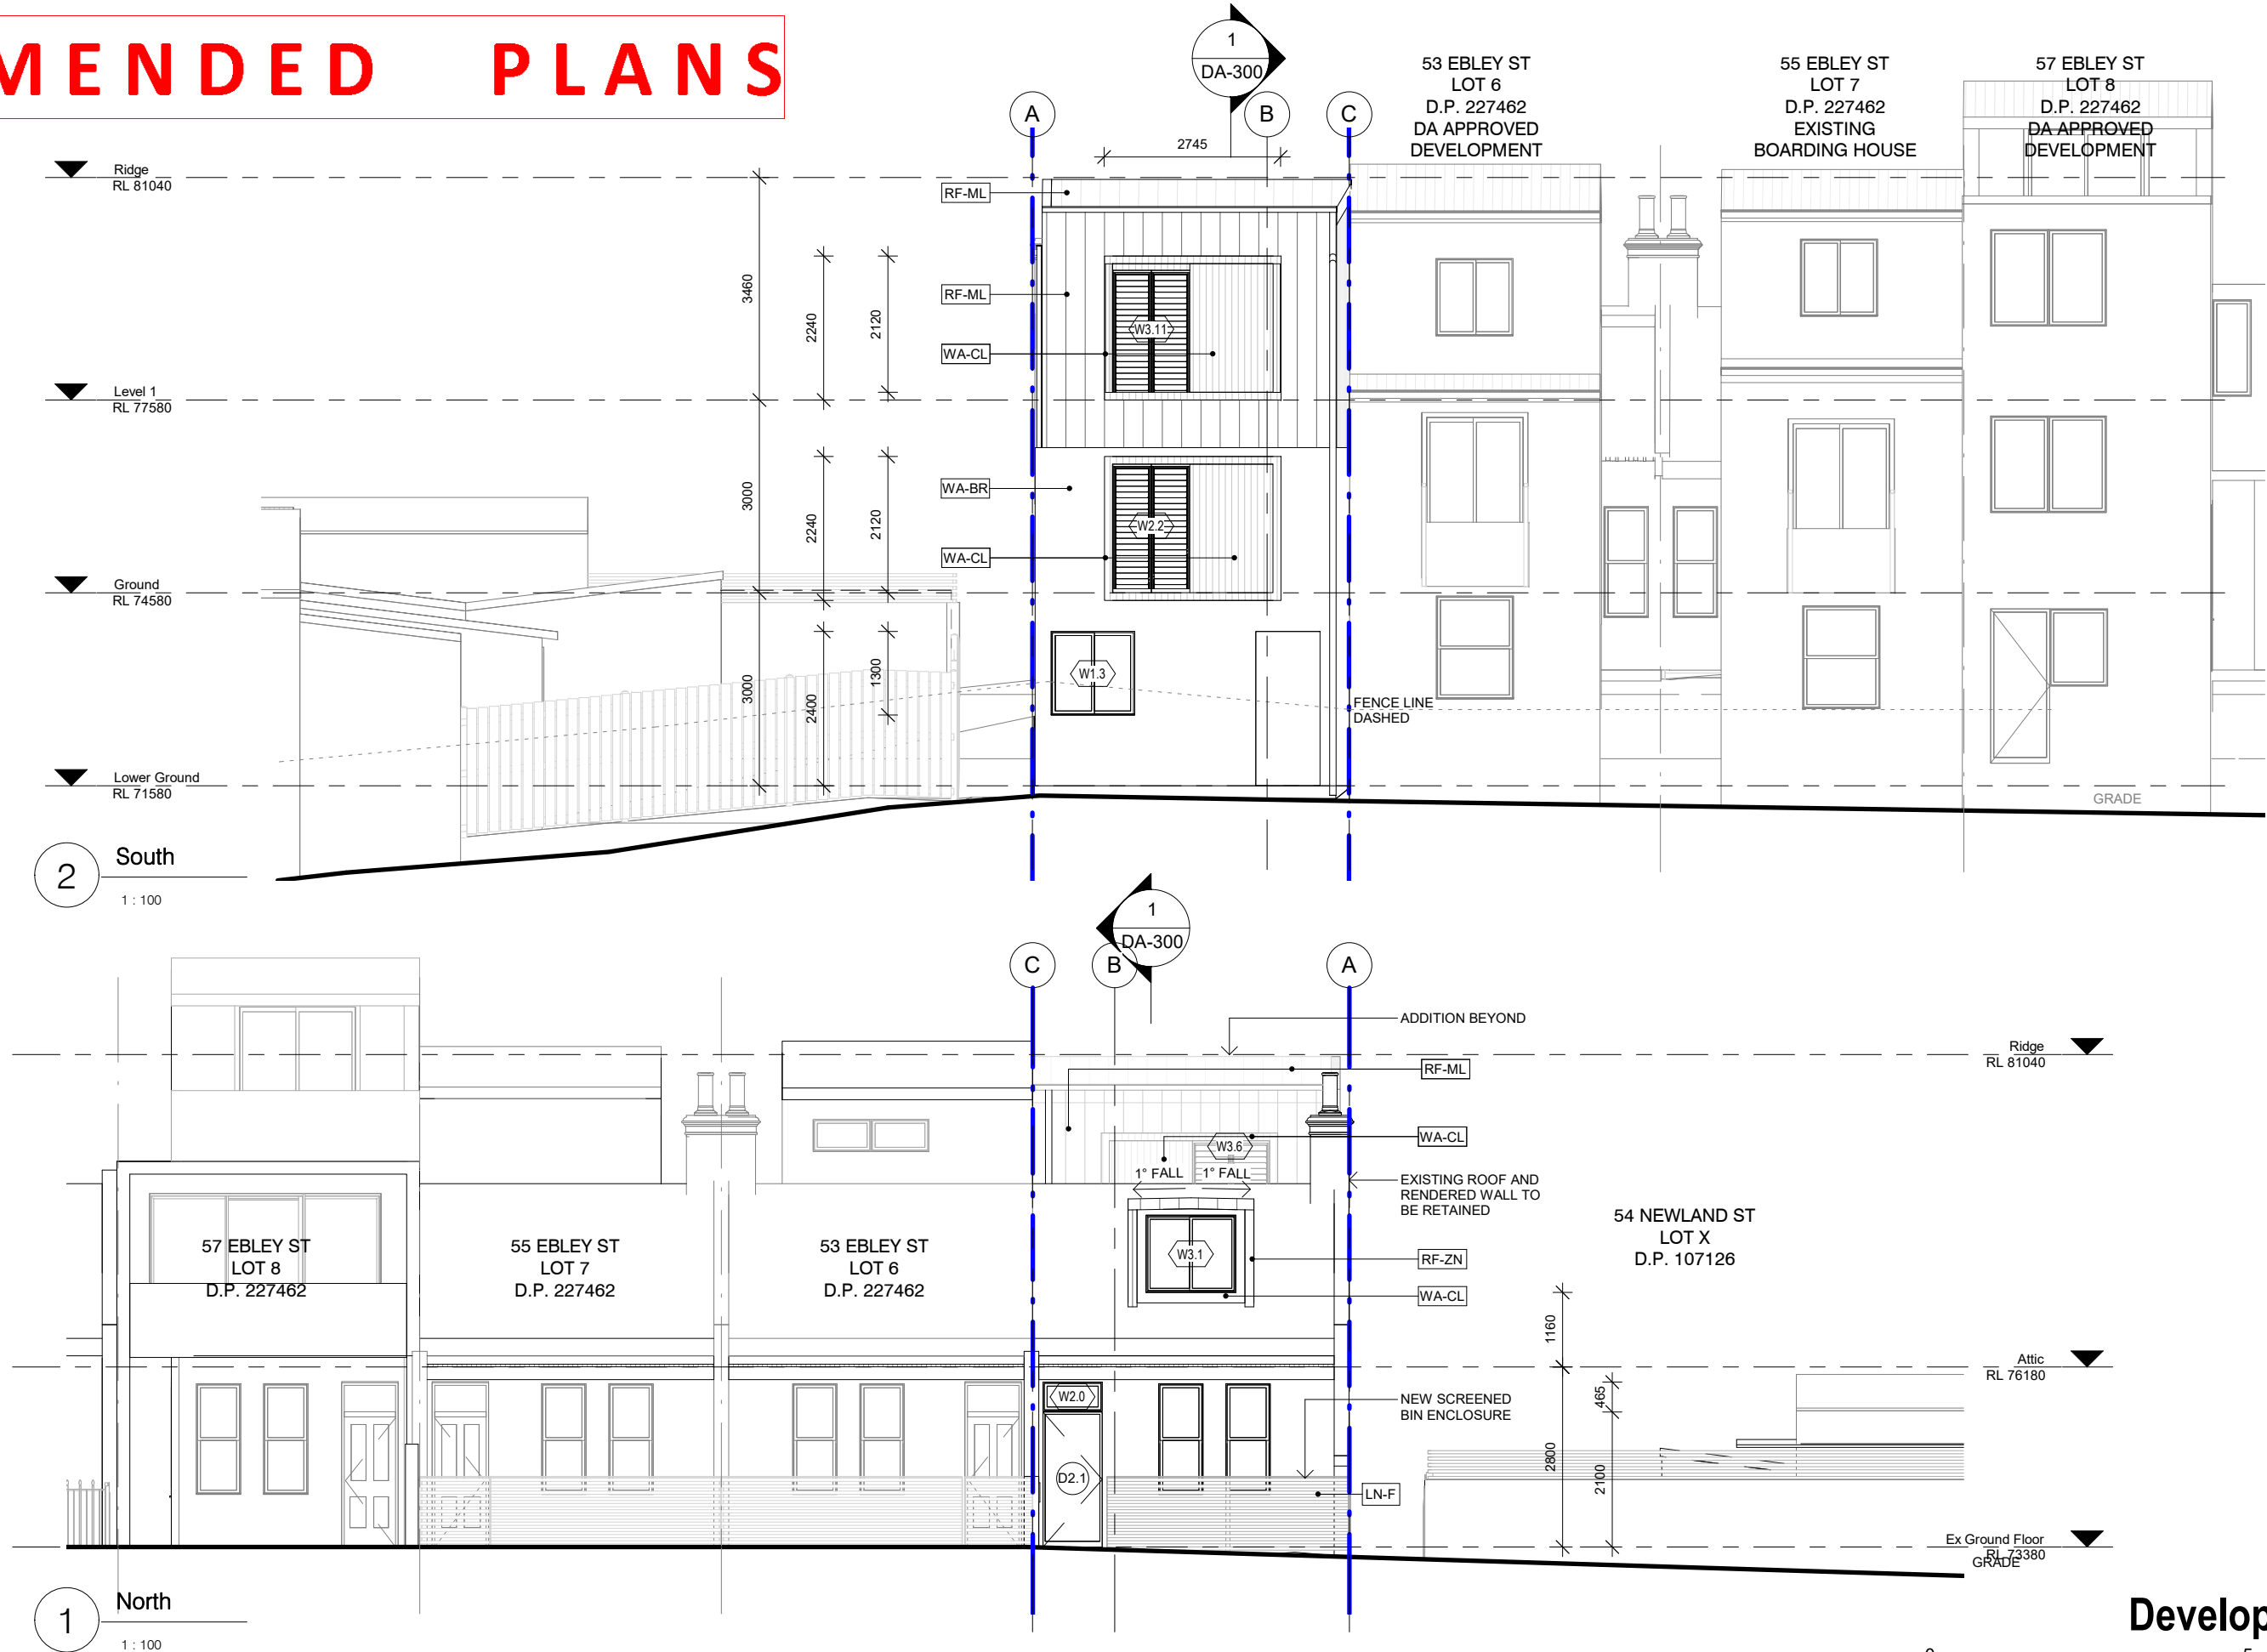 MENDED PLANS
1
DA-300
A
B
C
53 EBLEY ST
LOT 6
D.P. 227462
DA APPROVED
DEVELOPMENT
55 EBLEY ST
LOT 7
D.P. 227462
EXISTING
BOARDING HOUSE
57 EBLEY ST
LOT 8
D.P. 227462
DA APPROVED
DEVELOPMENT
2745
Ridge
RL 81040
RF-ML
3460
2240
2120
RF-ML
W3.11
WA-CL
Level 1
RL 77580
3000
2240
2120
WA-BR
W2.2
WA-CL
Ground
RL 74580
3000
2400
1300
W1.3
FENCE LINE
DASHED
Lower Ground
RL 71580
GRADE
2
South
1 : 100
1
DA-300
C
B
A
ADDITION BEYOND
Ridge
RL 81040
RF-ML
WA-CL
W3.6
1° FALL
1° FALL
EXISTING ROOF AND
RENDERED WALL TO
BE RETAINED
57 EBLEY ST
LOT 8
D.P. 227462
55 EBLEY ST
LOT 7
D.P. 227462
53 EBLEY ST
LOT 6
D.P. 227462
W3.1
54 NEWLAND ST
LOT X
D.P. 107126
RF-ZN
WA-CL
1160
Attic
RL 76180
465
W2.0
NEW SCREENED
BIN ENCLOSURE
2800
2100
D2.1
LN-F
Ex Ground Floor
RL 73380
GRADE
1
North
1 : 100
Develop